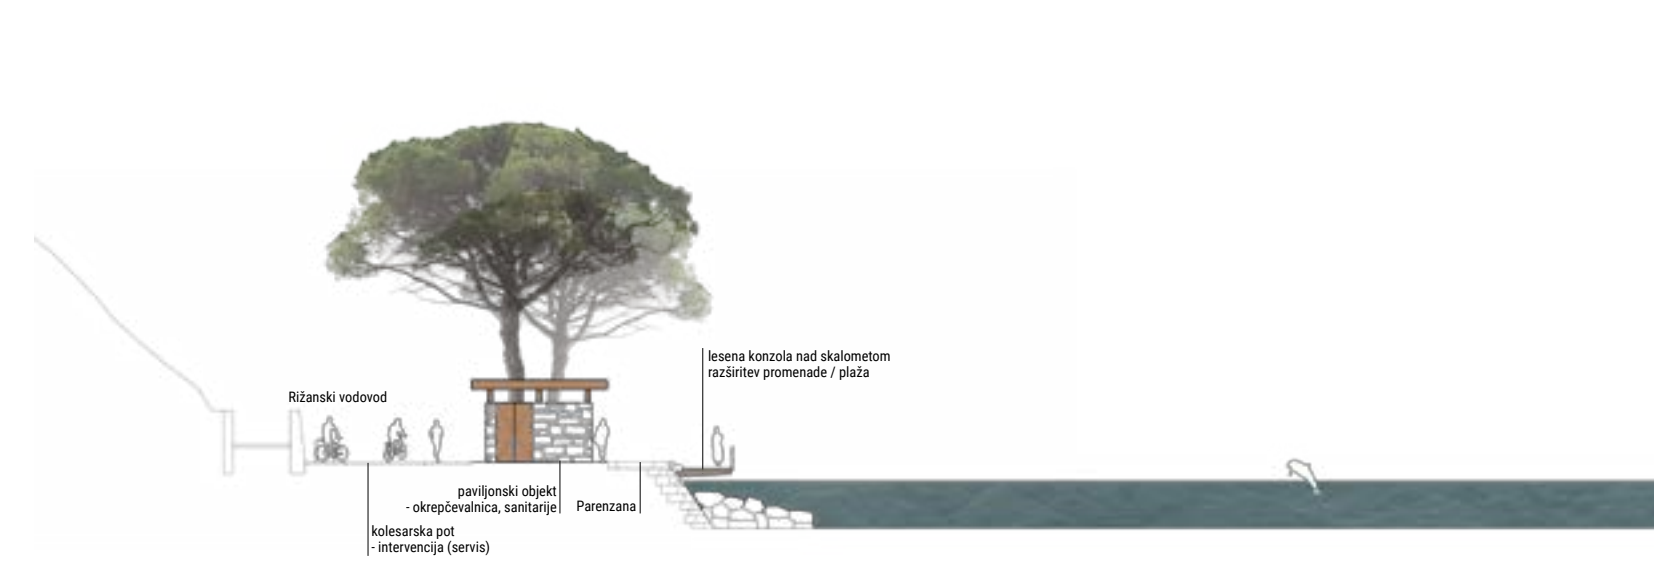 lesena konzola nad skalometom
razširitev promenade / plaža
Rižanski vodovod
paviljonski objekt
- okrepčevalnica, sanitarije
Parenzana
kolesarska pot
- intervencija (servis)